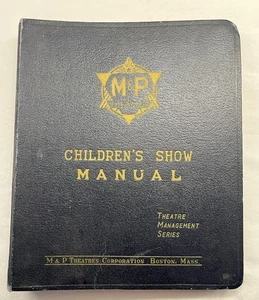 M&P
CHILDREN'S SHOW
MANUAL
THEATRE
MANAGEMENT
SERIES
M & P THEATRES CORPORATION BOSTON, MASS.